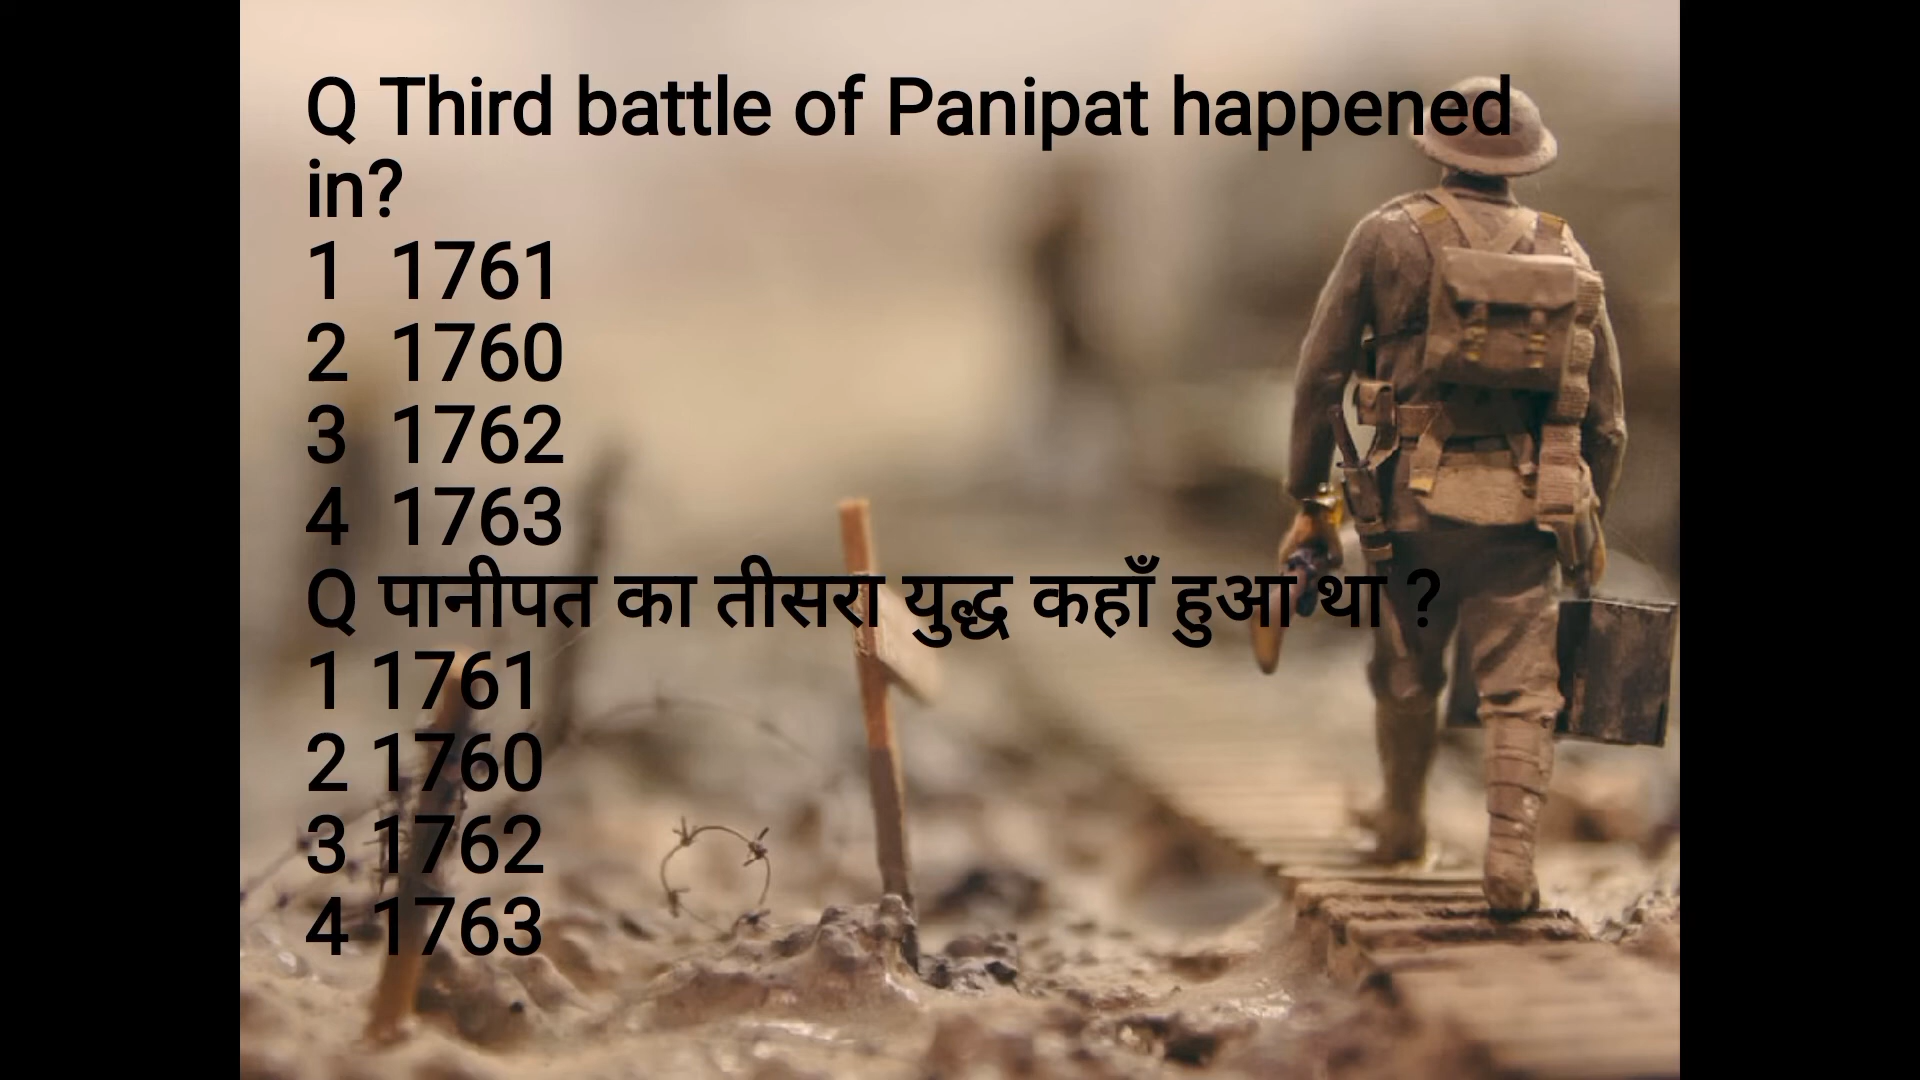 Q Third battle of Panipat happened
in?
1 1761
2 1760
3 1762
4 1763
Q पानीपत का तीसरा युद्ध कहाँ हुआ था ?
1 1761
2 1760
3 1762
4 1763